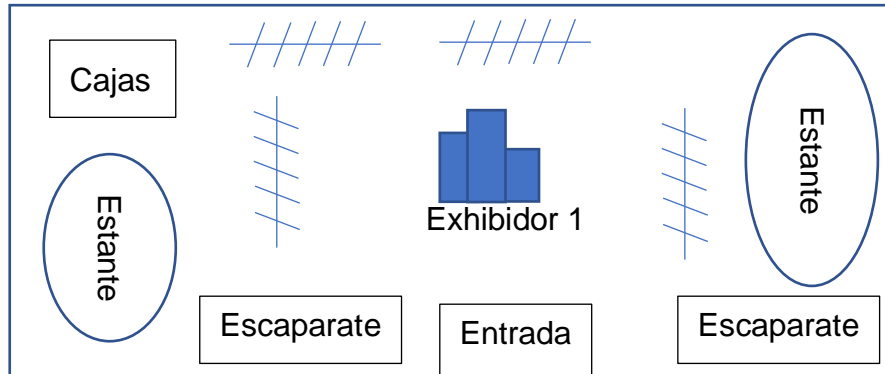 Cajas
Estante
Estante
Exhibidor 1
Escaparate
Entrada
Escaparate